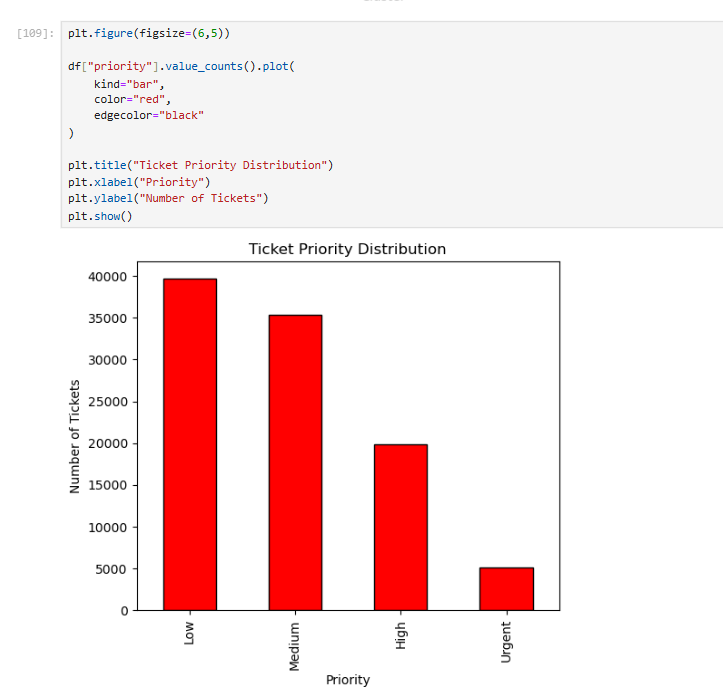 [109]: plt.figure(figsize=(6,5))
df["priority"].value_counts().plot(
kind="bar",
color="red",
edgecolor="black"
)
plt.title("Ticket Priority Distribution")
plt.xlabel("Priority")
plt.ylabel("Number of Tickets")
plt.show()
Ticket Priority Distribution
Number of Tickets
40000
35000
30000
25000
20000
15000
10000
5000
0
Low
Medium
High
Urgent
Priority